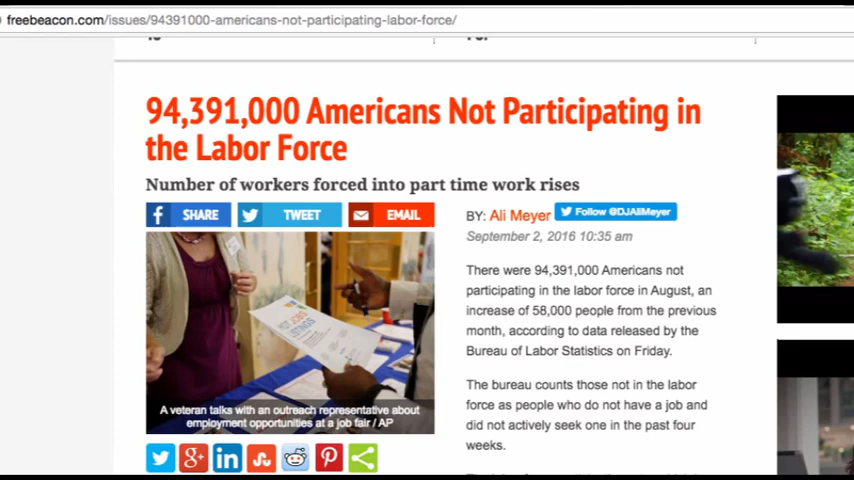 freebeacon.com/issues/94391000-americans-not-participating-labor-force/
94,391,000 Americans Not Participating in
the Labor Force
Number of workers forced into part time work rises
SHARE
TWEET
EMAIL
BY: Ali Meyer Follow @DJAliMeyer
September 2, 2016 10:35 am
There were 94,391,000 Americans not
participating in the labor force in August, an
increase of 58,000 people from the previous
month, according to data released by the
Bureau of Labor Statistics on Friday.
The bureau counts those not in the labor
force as people who do not have a job and
did not actively seek one in the past four
weeks.
HOT JOBS
LISTINGS
A veteran talks with an outreach representative about
employment opportunities at a job fair / AP